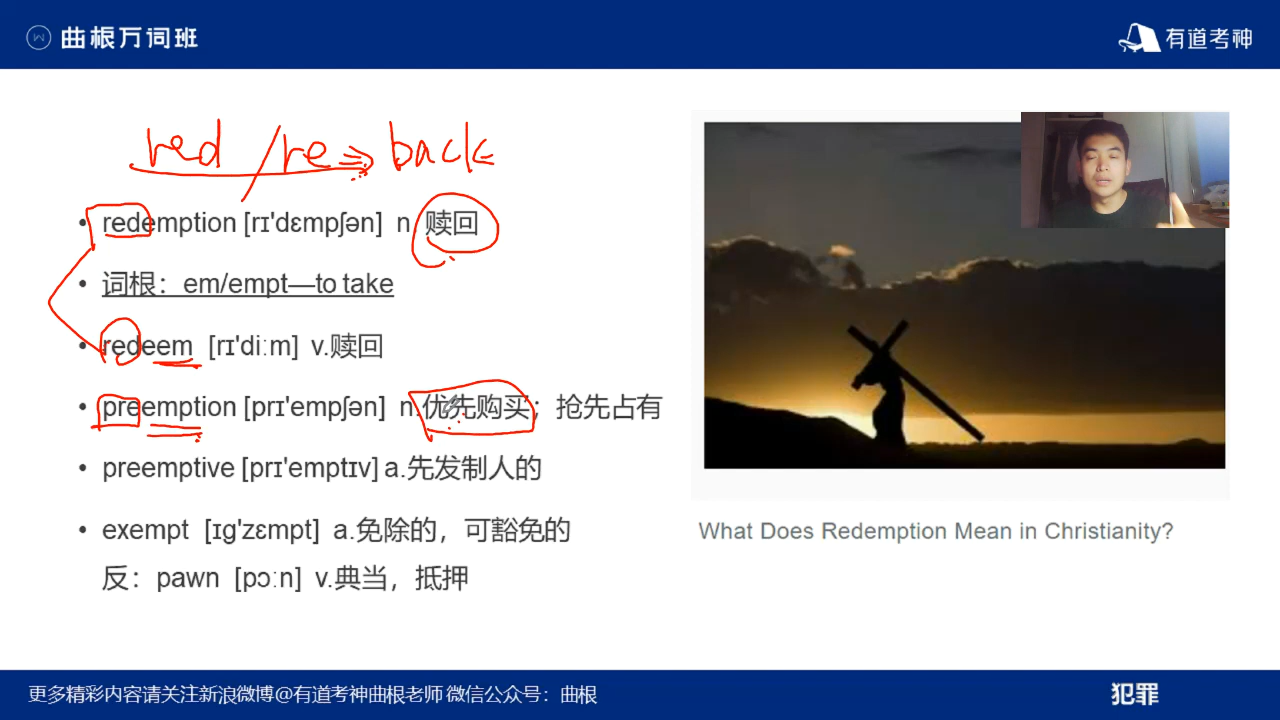 曲根万词班
有道考神
red / re => back
• redemption [rɪ'dɛmpʃən] n 赎回
• 词根：em/empt—to take
• redeem [rɪ'diːm] v.赎回
• preemption [prɪ'empʃən] n.优先购买；抢先占有
• preemptive [prɪ'emptɪv] a.先发制人的
• exempt [ɪg'zɛmpt] a.免除的，可豁免的
反：pawn [pɔːn] v.典当，抵押
What Does Redemption Mean in Christianity?
更多精彩内容请关注新浪微博@有道考神曲根老师 微信公众号：曲根
犯罪